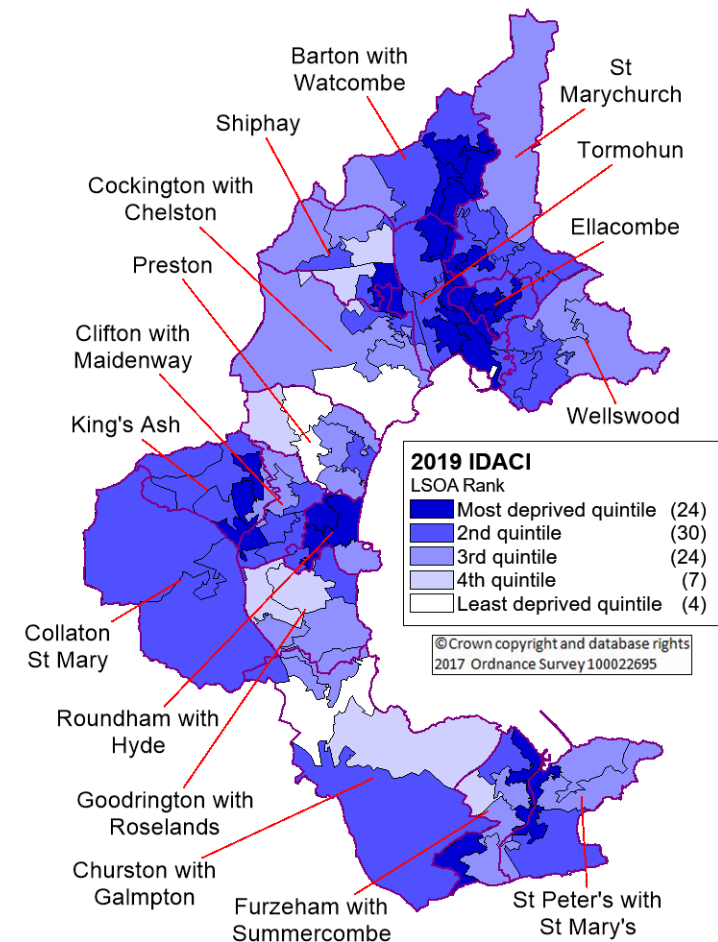 Barton with
Watcombe
St
Marychurch
Shiphay
Tormohun
Cockington with
Chelston
Ellacombe
Preston
Clifton with
Maidenway
King's Ash
Wellswood
2019 IDACI
LSOA Rank
Most deprived quintile (24)
2nd quintile (30)
3rd quintile (24)
4th quintile (7)
Least deprived quintile (4)
©Crown copyright and database rights
2017 Ordnance Survey 100022695
Collaton
St Mary
Roundham with
Hyde
Goodrington with
Roselands
Churston with
Galmpton
Furzeham with
Summercombe
St Peter's with
St Mary's